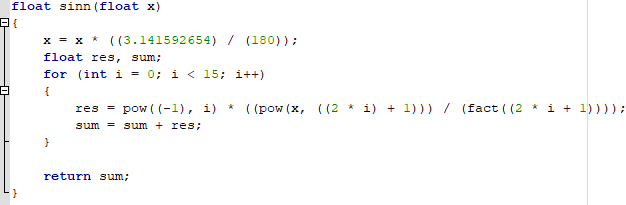 float sinn(float x)
{
x = x * ((3.141592654) / (180));
float res, sum;
for (int i = 0; i < 15; i++)
{
res = pow((-1), i) * ((pow(x, ((2 * i) + 1))) / (fact((2 * i + 1))));
sum = sum + res;
}
return sum;
}